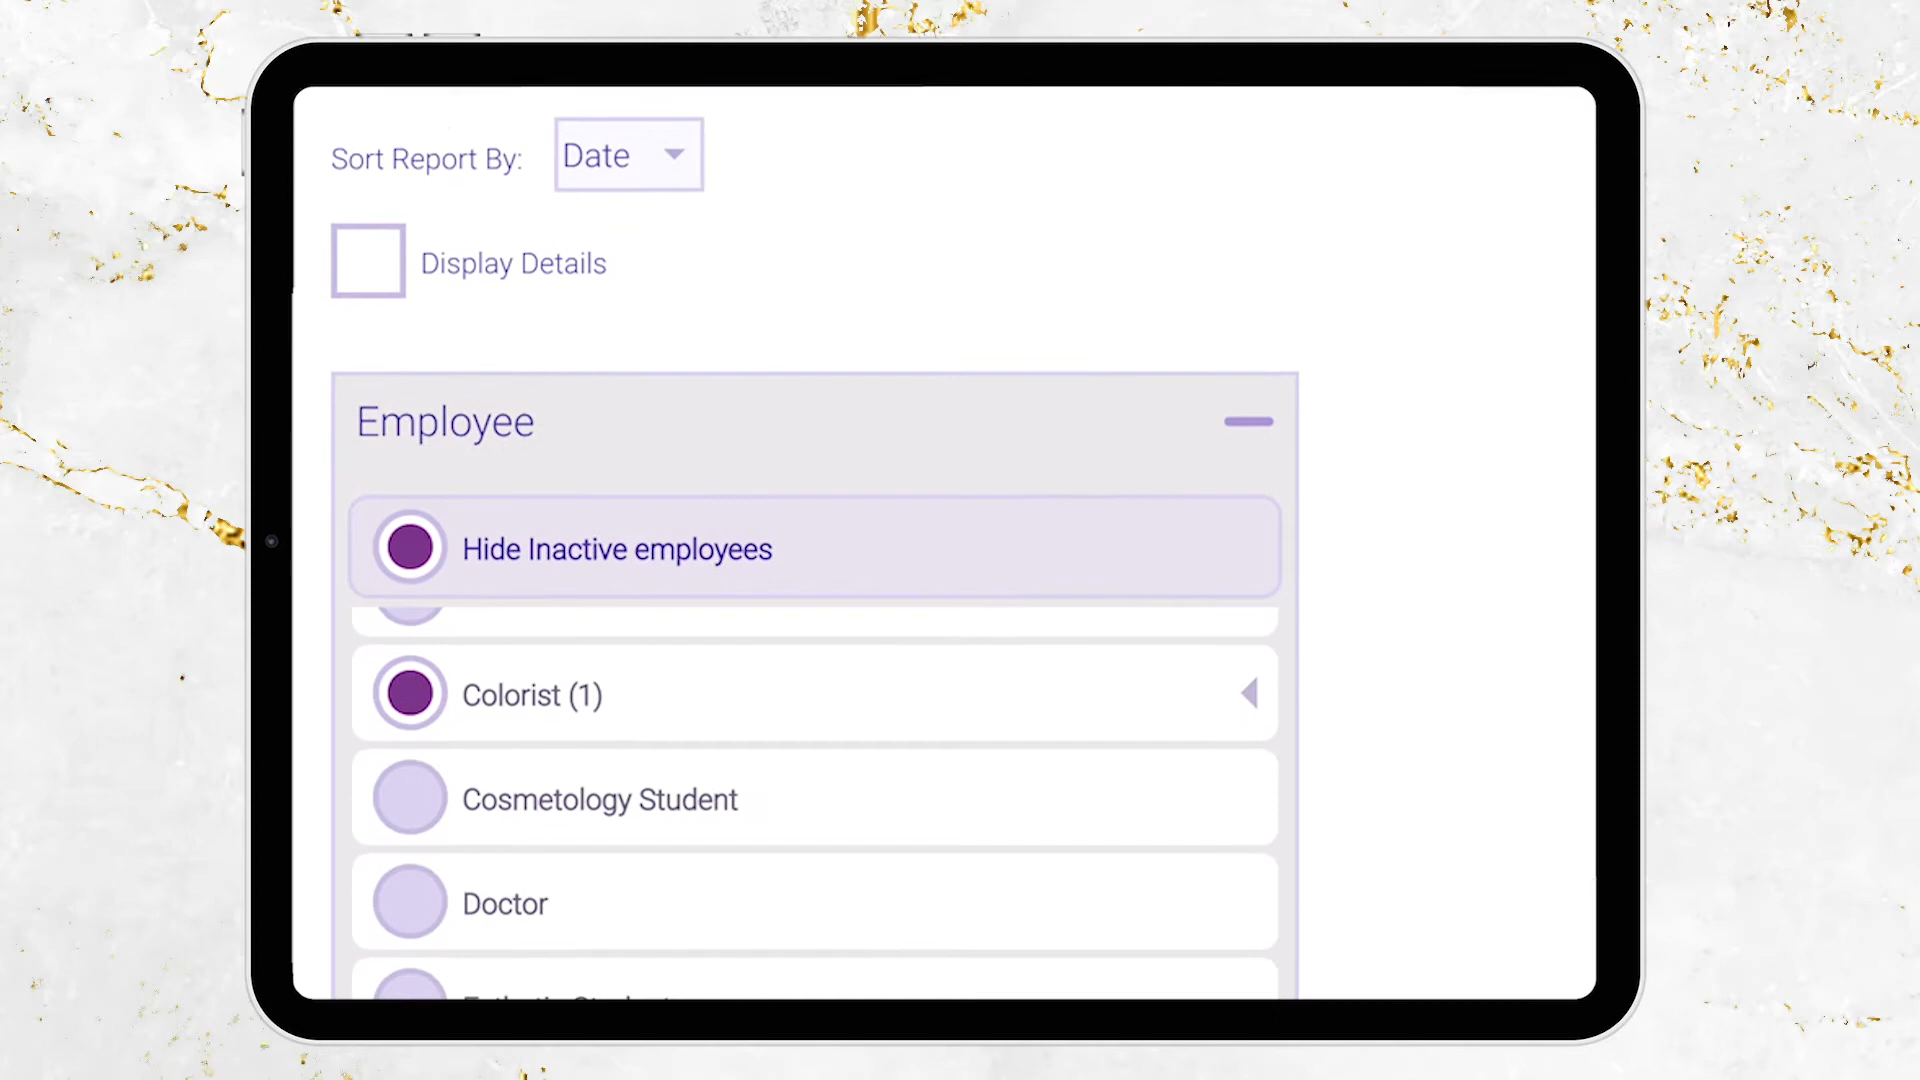 Sort Report By:
Date
Display Details
Employee
Hide Inactive employees
Colorist (1)
Cosmetology Student
Doctor